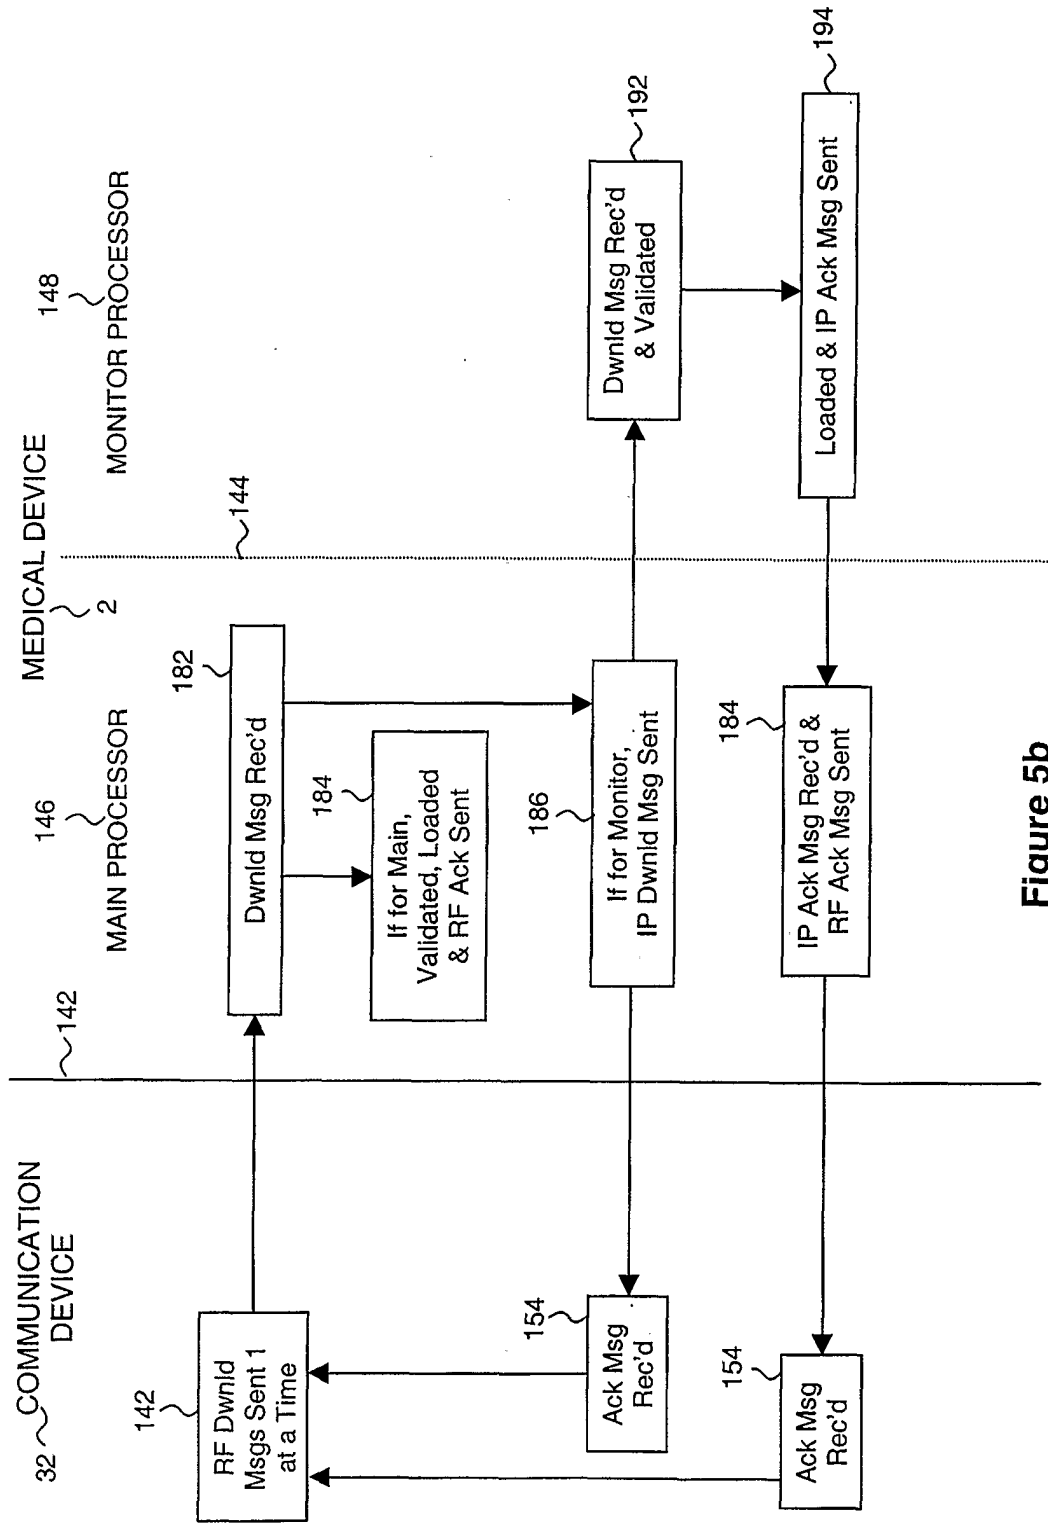 32 COMMUNICATION
DEVICE
142
MEDICAL DEVICE
2
146
MAIN PROCESSOR
144
148
MONITOR PROCESSOR
142
RF Dwnld
Msgs Sent 1
at a Time
182
Dwnld Msg Rec'd
184
If for Main,
Validated, Loaded
& RF Ack Sent
154
Ack Msg
Rec'd
186
If for Monitor,
IP Dwnld Msg Sent
192
Dwnld Msg Rec'd
& Validated
154
Ack Msg
Rec'd
184
IP Ack Msg Rec'd &
RF Ack Msg Sent
194
Loaded & IP Ack Msg Sent
Figure 5b